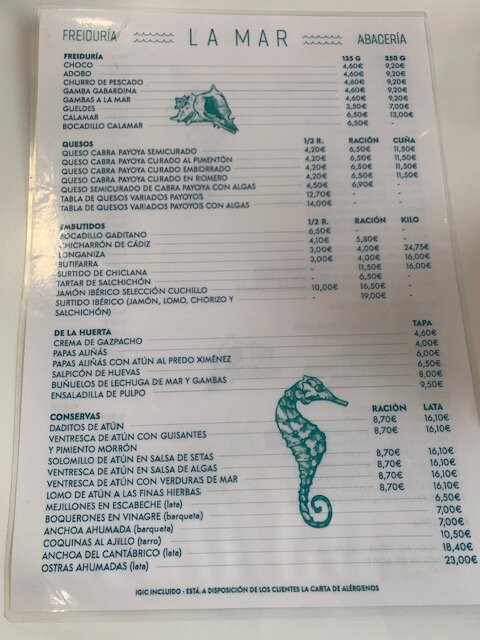 FREIDURÍA LA MAR ABACERÍA
FREIDURÍA 125 G 250 G
CHOCO 4,60€ 9,20€
ADOBO 4,60€ 9,20€
CHURRO DE PESCADO 4,60€ 9,20€
GAMBA GABARDINA 4,60€ 9,20€
GAMBAS A LA MAR 4,60€ 9,20€
GUELDES 3,50€ 7,00€
CALAMAR 6,50€ 13,00€
BOCADILLO CALAMAR 6,50€ -
QUESOS 1/2 R. RACIÓN CUÑA
QUESO CABRA PAYOYA SEMICURADO 4,20€ 6,50€ 11,50€
QUESO CABRA PAYOYA CURADO AL PIMENTÓN 4,20€ 6,50€ 11,50€
QUESO CABRA PAYOYA CURADO EMBORRADO 4,20€ 6,50€ 11,50€
QUESO CABRA PAYOYA CURADO EN ROMERO 4,20€ 6,50€ 11,50€
QUESO SEMICURADO DE CABRA PAYOYA CON ALGAS 4,50€ 6,90€ -
TABLA DE QUESOS VARIADOS PAYOYOS 12,70€ - -
TABLA DE QUESOS VARIADOS PAYOYOS CON ALGAS 14,00€ - -
EMBUTIDOS 1/2 R. RACIÓN KILO
BOCADILLO GADITANO 6,50€ - -
CHICHARRÓN DE CÁDIZ 4,10€ 5,80€ -
LONGANIZA 3,00€ 4,00€ 24,75€
BUTIFARRA 3,00€ 4,00€ 16,00€
SURTIDO DE CHICLANA - 11,50€ 16,00€
TARTAR DE SALCHICHÓN - 6,50€ -
JAMÓN IBÉRICO SELECCIÓN CUCHILLO 10,00€ 16,50€ -
SURTIDO IBÉRICO (JAMÓN, LOMO, CHORIZO Y - 19,00€ -
SALCHICHÓN)
DE LA HUERTA TAPA
CREMA DE GAZPACHO 4,60€
PAPAS ALIÑÁS 4,00€
PAPAS ALIÑÁS CON ATÚN AL PREDO XIMÉNEZ 6,00€
SALPICÓN DE HUEVAS 6,50€
BUÑUELOS DE LECHUGA DE MAR Y GAMBAS 8,00€
ENSALADILLA DE PULPO 9,50€
CONSERVAS RACIÓN LATA
DADITOS DE ATÚN 8,70€ 16,10€
VENTRESCA DE ATÚN CON GUISANTES 8,70€ 16,10€
Y PIMIENTO MORRÓN
SOLOMILLO DE ATÚN EN SALSA DE SETAS 8,70€ 16,10€
VENTRESCA DE ATÚN EN SALSA DE ALGAS 8,70€ 16,10€
VENTRESCA DE ATÚN CON VERDURAS DE MAR 8,70€ 16,10€
LOMO DE ATÚN A LAS FINAS HIERBAS 8,70€ 16,10€
MEJILLONES EN ESCABECHE (lata) 6,50€
BOQUERONES EN VINAGRE (barqueta) 7,00€
ANCHOA AHUMADA (barqueta) 7,00€
COQUINAS AL AJILLO (tarro) 10,50€
ANCHOA DEL CANTÁBRICO (lata) 18,40€
OSTRAS AHUMADAS (lata) 23,00€
IGIC INCLUIDO · ESTÁ A DISPOSICIÓN DE LOS CLIENTES LA CARTA DE ALÉRGENOS